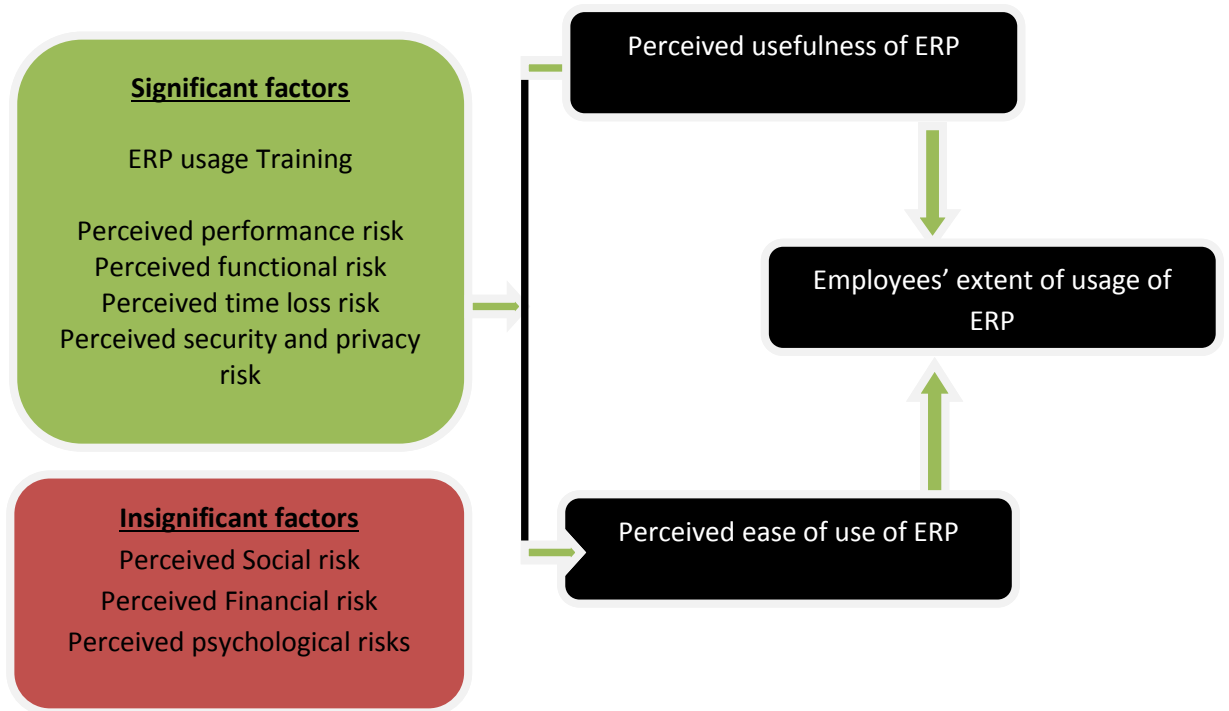 Significant factors
ERP usage Training
Perceived performance risk
Perceived functional risk
Perceived time loss risk
Perceived security and privacy
risk
Insignificant factors
Perceived Social risk
Perceived Financial risk
Perceived psychological risks
Perceived usefulness of ERP
Employees’ extent of usage of
ERP
Perceived ease of use of ERP